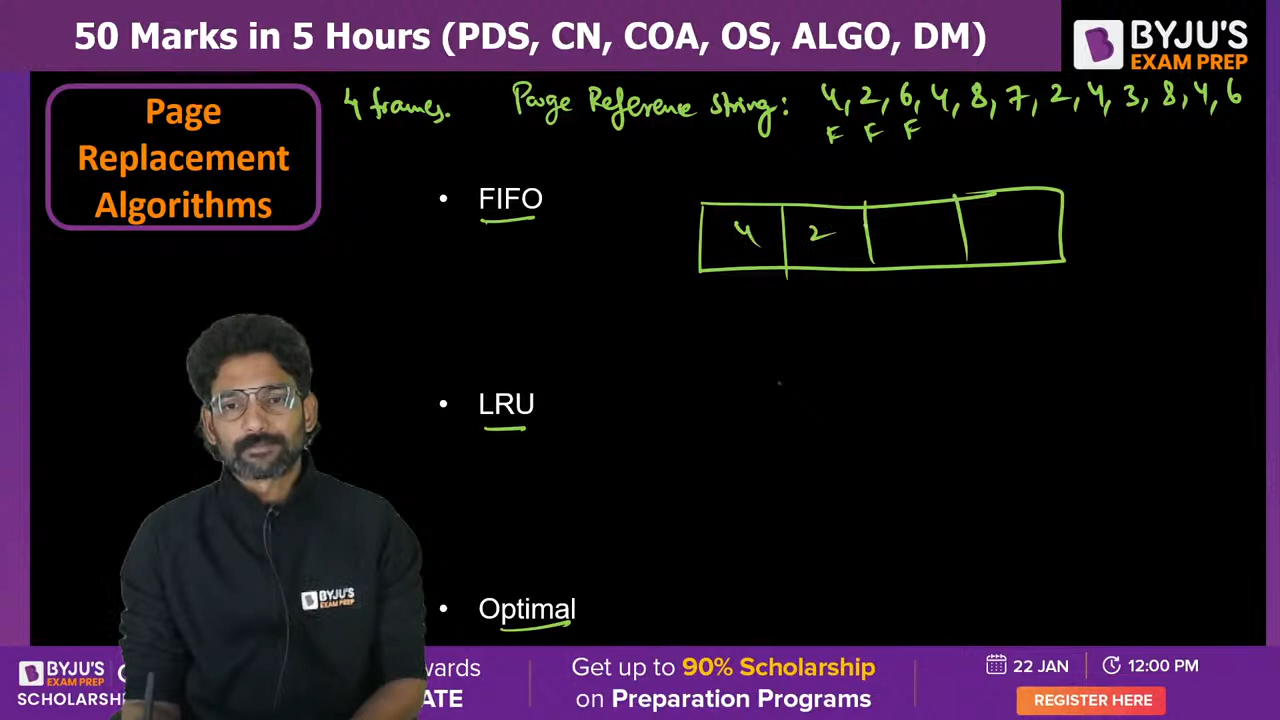 50 Marks in 5 Hours (PDS, CN, COA, OS, ALGO, DM)
BYJU'S
EXAM PREP
Page
Replacement
Algorithms
4 frames.
Page Reference String: 4, 2, 6, 4, 8, 7, 2, 4, 3, 8, 4, 6
F F F
• FIFO
4 2
• LRU
BYJU'S
EXAM PREP
• Optimal
BYJU'S
EXAM PREP
SCHOLARSH
wards
ATE
Get up to 90% Scholarship
on Preparation Programs
22 JAN
12:00 PM
REGISTER HERE